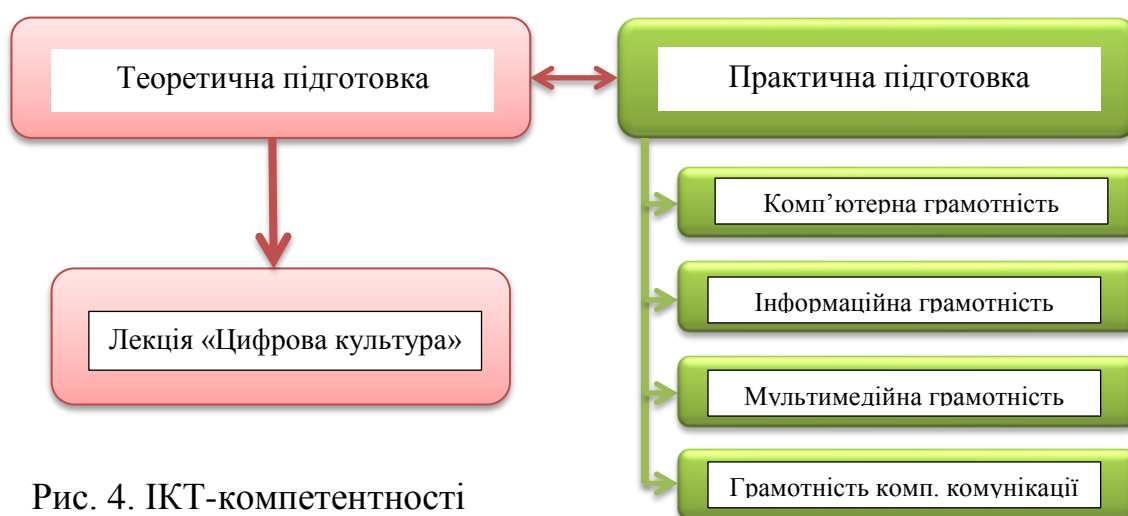 Теоретична підготовка
Практична підготовка
Комп’ютерна грамотність
Інформаційна грамотність
Лекція «Цифрова культура»
Мультимедійна грамотність
Грамотність комп. комунікації
Рис. 4. ІКТ-компетентності